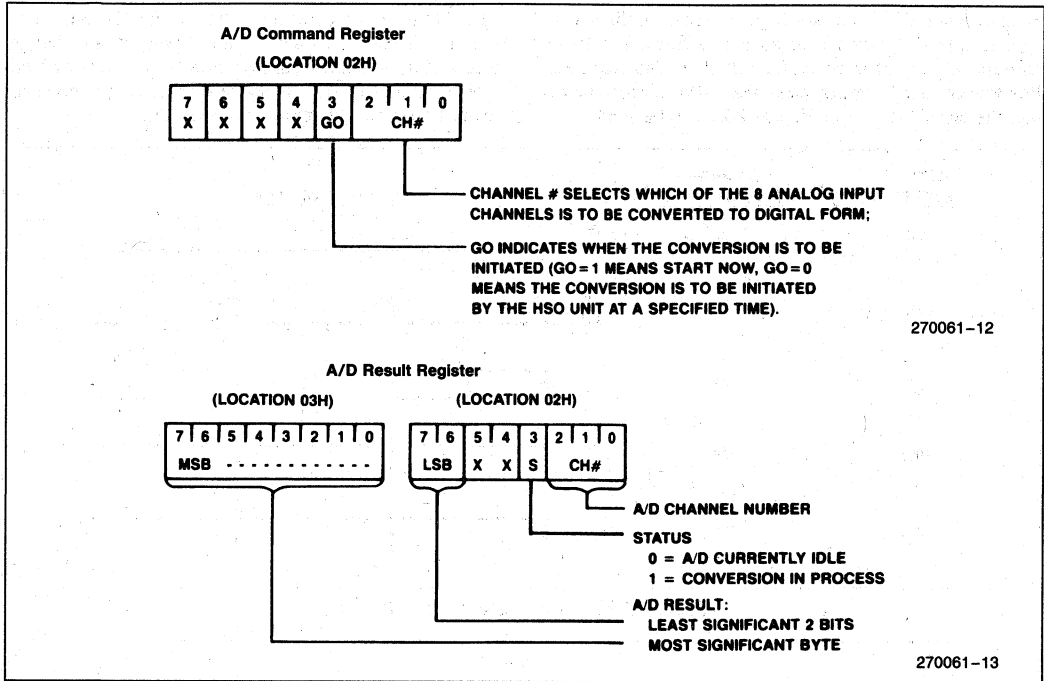 A/D Command Register
(LOCATION 02H)
7 6 5 4 3 2 1 0
X X X X GO CH#
CHANNEL # SELECTS WHICH OF THE 8 ANALOG INPUT
CHANNELS IS TO BE CONVERTED TO DIGITAL FORM;
GO INDICATES WHEN THE CONVERSION IS TO BE
INITIATED (GO=1 MEANS START NOW, GO=0
MEANS THE CONVERSION IS TO BE INITIATED
BY THE HSO UNIT AT A SPECIFIED TIME).
270061-12
A/D Result Register
(LOCATION 03H) (LOCATION 02H)
7 6 5 4 3 2 1 0 7 6 5 4 3 2 1 0
MSB - - - - - - - - - - - - LSB X X S CH#
A/D CHANNEL NUMBER
STATUS
0 = A/D CURRENTLY IDLE
1 = CONVERSION IN PROCESS
A/D RESULT:
LEAST SIGNIFICANT 2 BITS
MOST SIGNIFICANT BYTE
270061-13